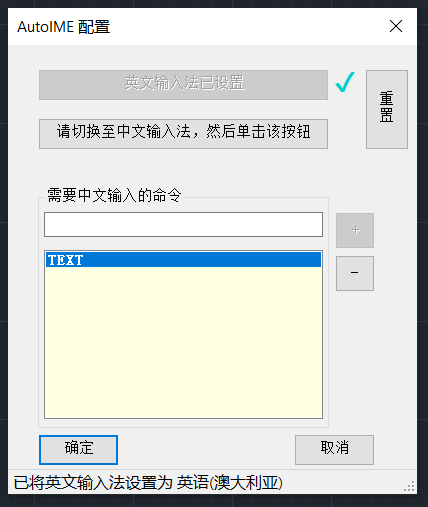 AutoIME 配置
英文输入法已设置
重置
请切换至中文输入法，然后单击该按钮
需要中文输入的命令
+
TEXT
-
确定
取消
已将英文输入法设置为 英语(澳大利亚)